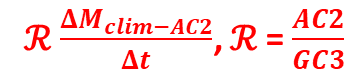 ℛ ΔM_clim−AC2 / Δt, ℛ = AC2 / GC3